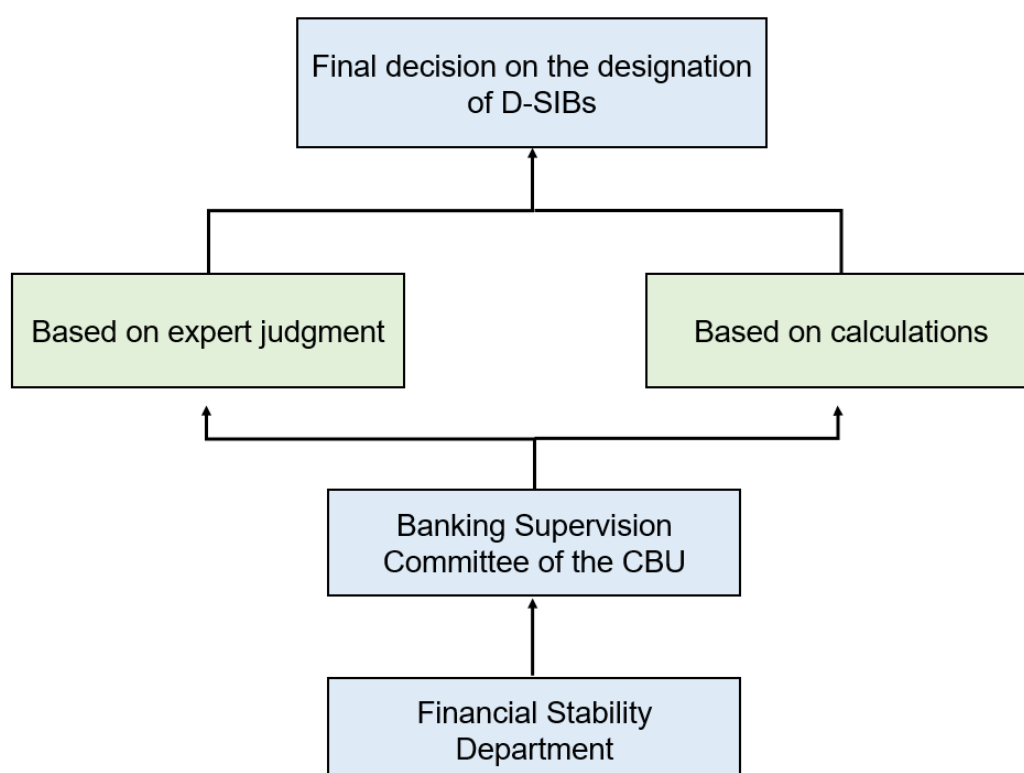 Final decision on the designation
of D-SIBs
Based on expert judgment
Based on calculations
Banking Supervision
Committee of the CBU
Financial Stability
Department